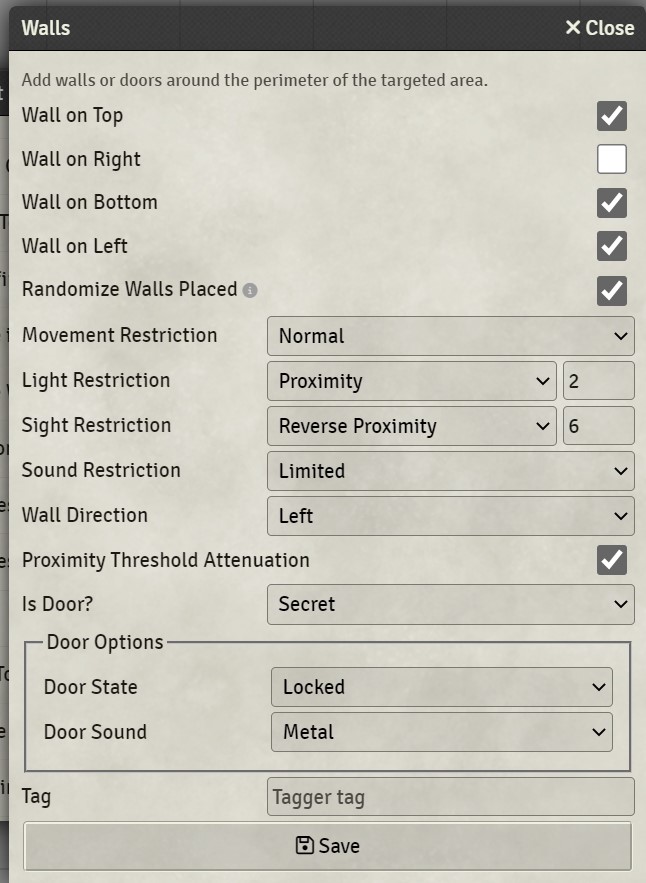 Walls
Close
Add walls or doors around the perimeter of the targeted area.
Wall on Top
Wall on Right
Wall on Bottom
Wall on Left
Randomize Walls Placed
Movement Restriction Normal
Light Restriction Proximity 2
Sight Restriction Reverse Proximity 6
Sound Restriction Limited
Wall Direction Left
Proximity Threshold Attenuation
Is Door? Secret
Door Options
Door State Locked
Door Sound Metal
Tag Tagger tag
Save